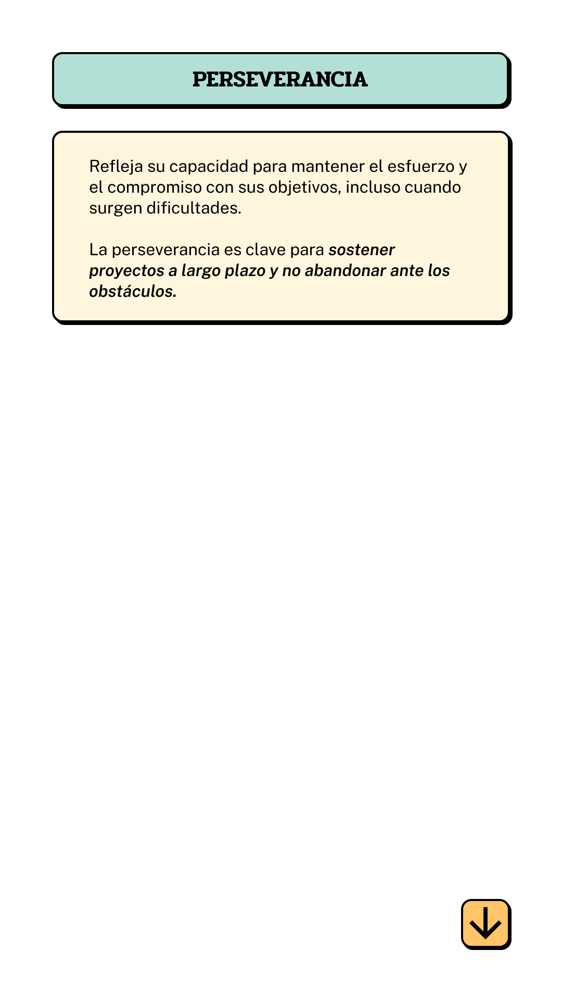 PERSEVERANCIA
Refleja su capacidad para mantener el esfuerzo y
el compromiso con sus objetivos, incluso cuando
surgen dificultades.
La perseverancia es clave para sostener
proyectos a largo plazo y no abandonar ante los
obstáculos.